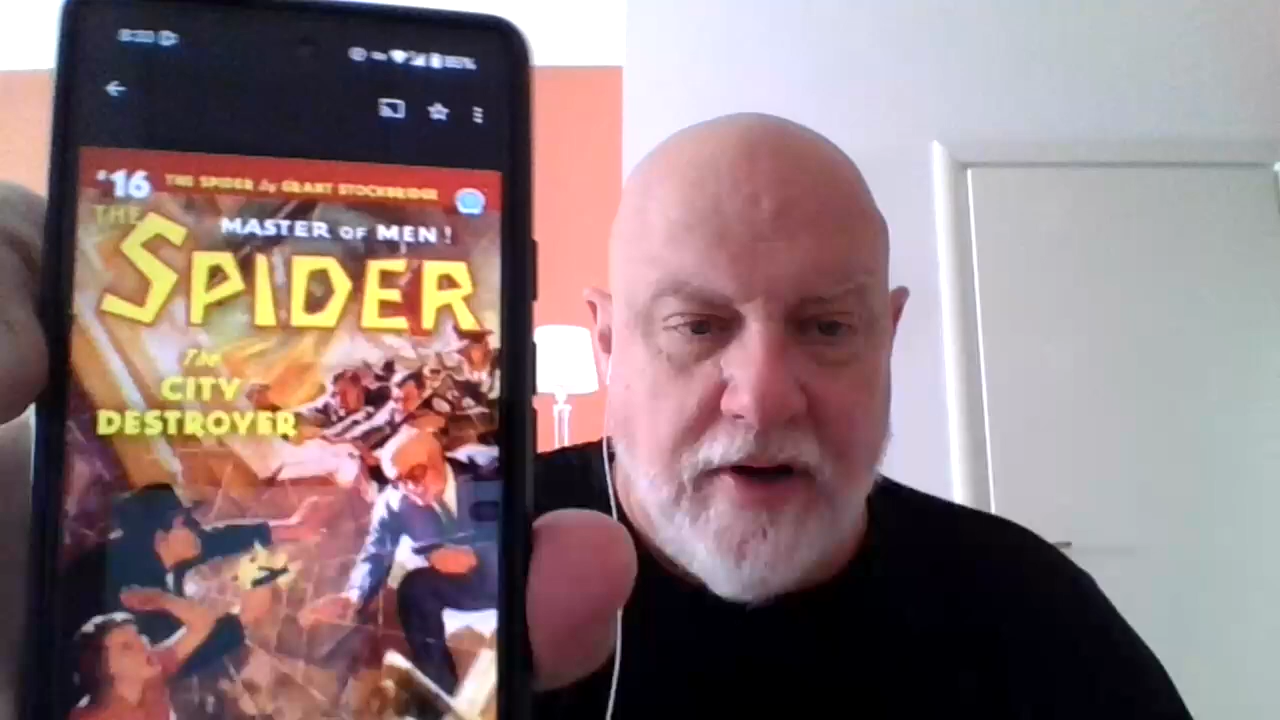 #16
THE SPIDER by GRANT STOCKBRIDGE
MASTER OF MEN!
THE
SPIDER
The
CITY
DESTROYER